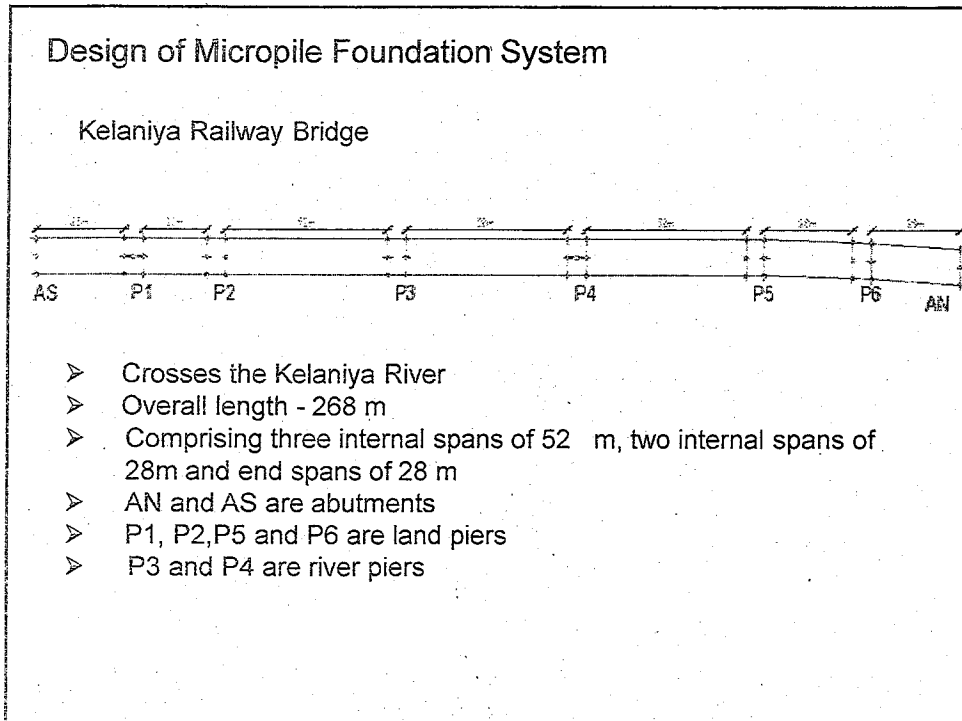 Design of Micropile Foundation System
Kelaniya Railway Bridge
AS P1 P2 P3 P4 P5 P6 AN
➢ Crosses the Kelaniya River
➢ Overall length - 268 m
➢ Comprising three internal spans of 52 m, two internal spans of
28m and end spans of 28 m
➢ AN and AS are abutments
➢ P1, P2,P5 and P6 are land piers
➢ P3 and P4 are river piers